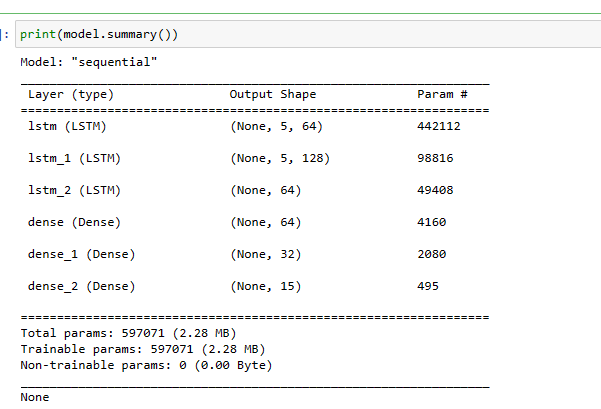 ]: print(model.summary())
Model: "sequential"
_________________________________________________________________
Layer (type) Output Shape Param #
=================================================================
lstm (LSTM) (None, 5, 64) 442112
lstm_1 (LSTM) (None, 5, 128) 98816
lstm_2 (LSTM) (None, 64) 49408
dense (Dense) (None, 64) 4160
dense_1 (Dense) (None, 32) 2080
dense_2 (Dense) (None, 15) 495
=================================================================
Total params: 597071 (2.28 MB)
Trainable params: 597071 (2.28 MB)
Non-trainable params: 0 (0.00 Byte)
_________________________________________________________________
None